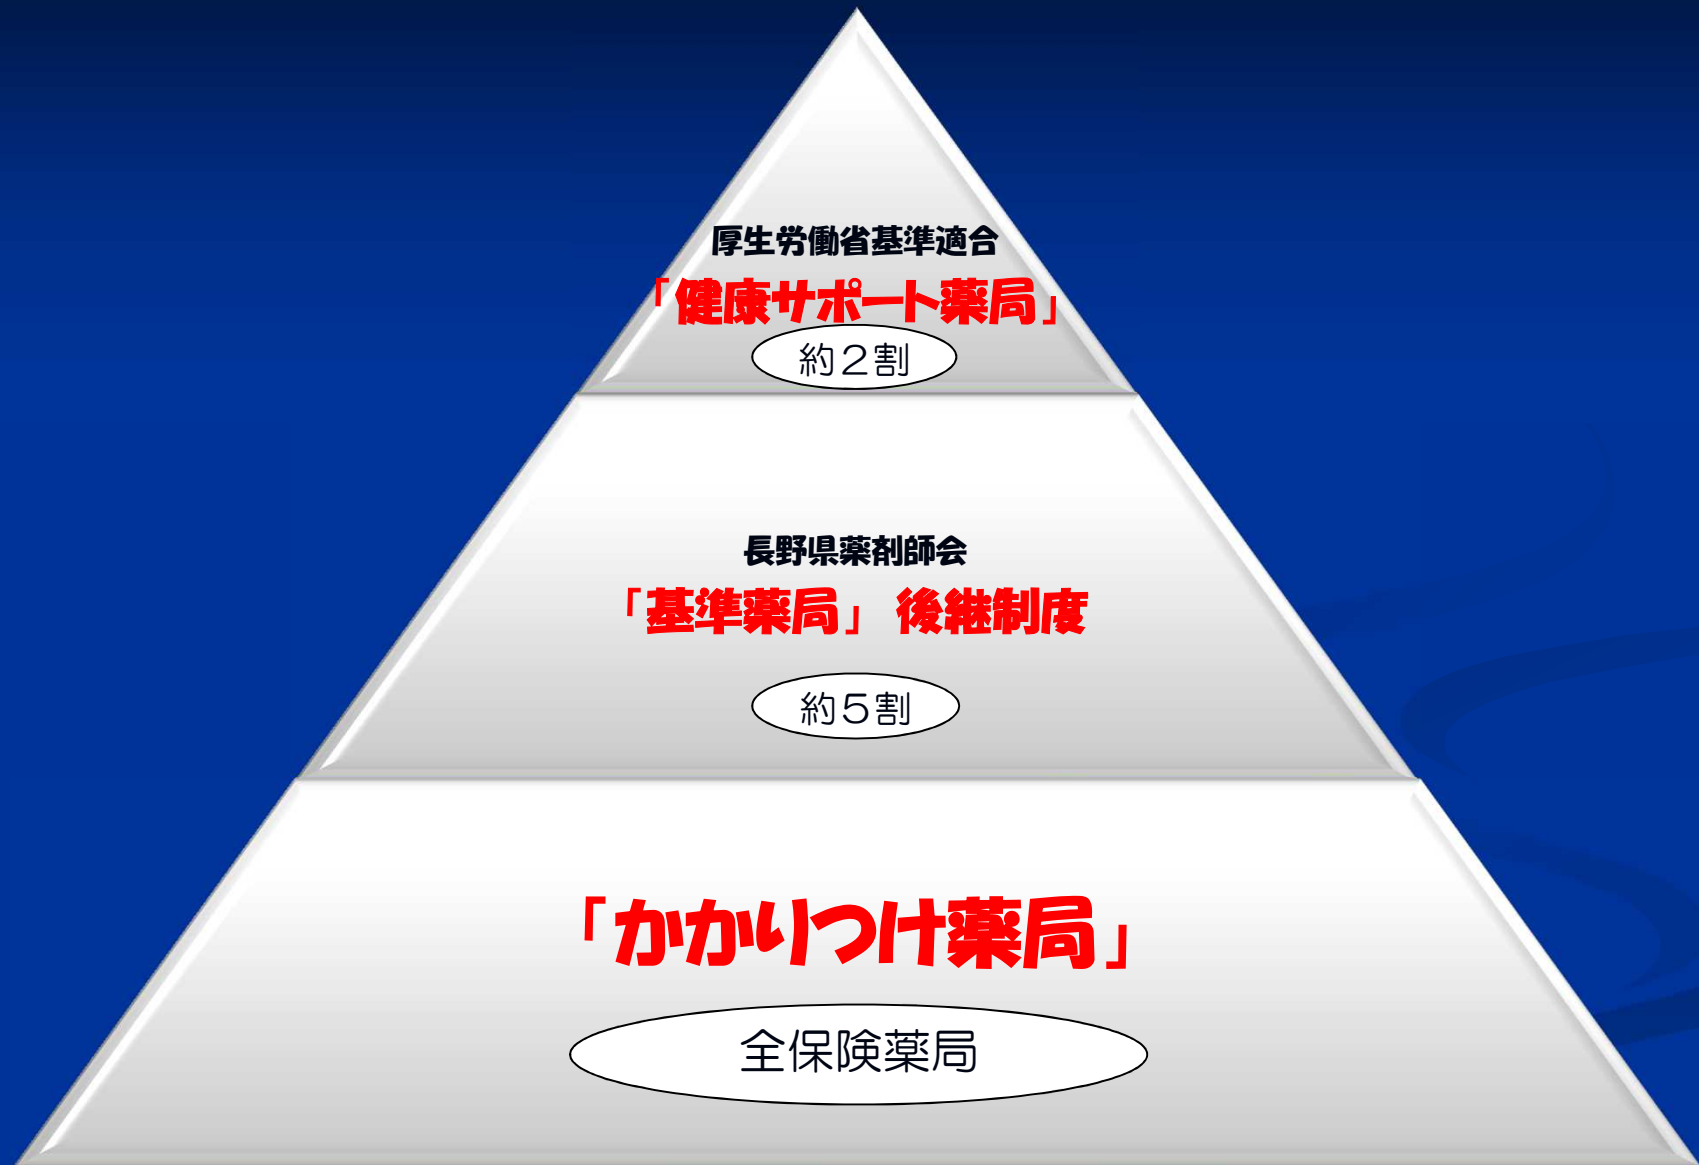 厚生労働省基準適合
「健康サポート薬局」
約２割
長野県薬剤師会
「基準薬局」後継制度
約５割
「かかりつけ薬局」
全保険薬局